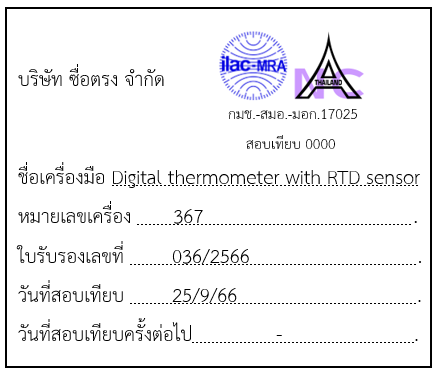 ilac-MRA
NC
THAILAND
บริษัท ซื่อตรง จำกัด
กมช.-สมอ.-มอก.17025
สอบเทียบ 0000
ชื่อเครื่องมือ Digital thermometer with RTD sensor
หมายเลขเครื่อง 367 .
ใบรับรองเลขที่ 036/2566 .
วันที่สอบเทียบ 25/9/66 .
วันที่สอบเทียบครั้งต่อไป - .